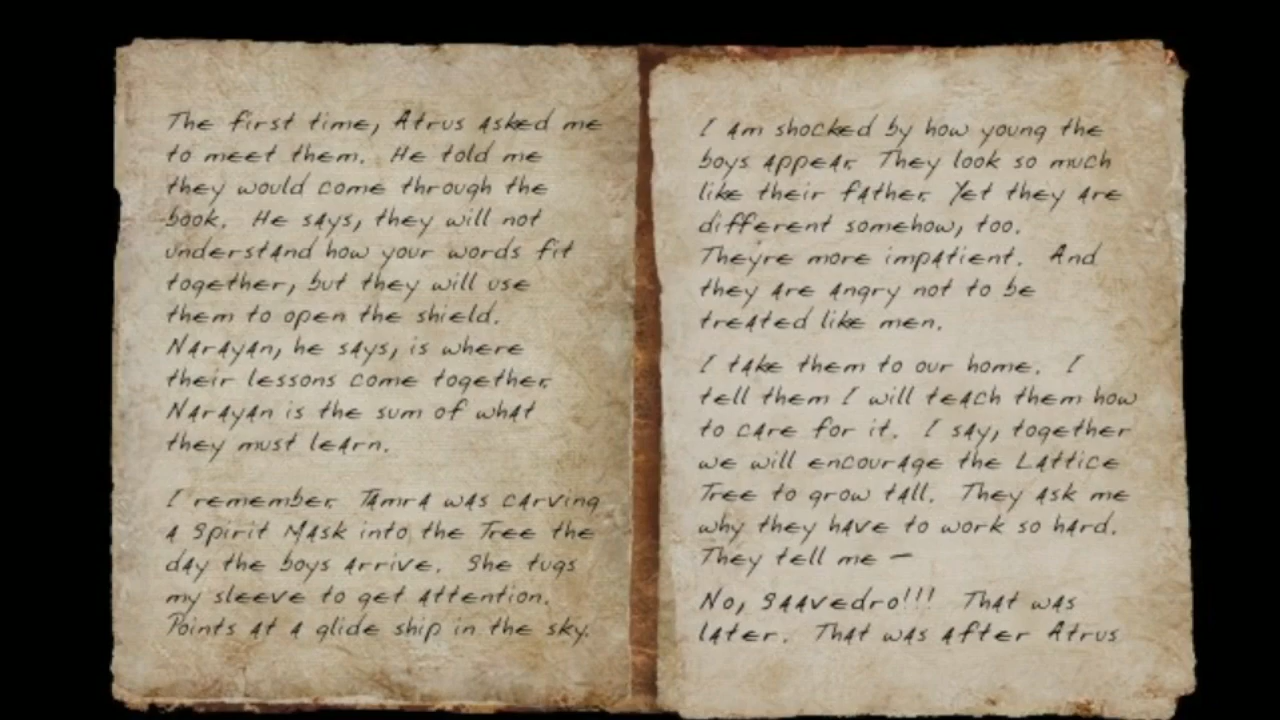 The first time, Atrus asked me
to meet them. He told me
they would come through the
book. He says, they will not
understand how your words fit
together, but they will use
them to open the shield.
Narayan, he says, is where
their lessons come together.
Narayan is the sum of what
they must learn.
I remember. Tamra was carving
a Spirit Mask into the Tree the
day the boys arrive. She tugs
my sleeve to get attention.
Points at a glide ship in the sky.
I am shocked by how young the
boys appear. They look so much
like their father. Yet they are
different somehow, too.
They're more impatient. And
they are angry not to be
treated like men.
I take them to our home. I
tell them I will teach them how
to care for it. I say, together
we will encourage the Lattice
Tree to grow tall. They ask me
why they have to work so hard.
They tell me —
No, Saavedro!!! That was
later. That was after Atrus